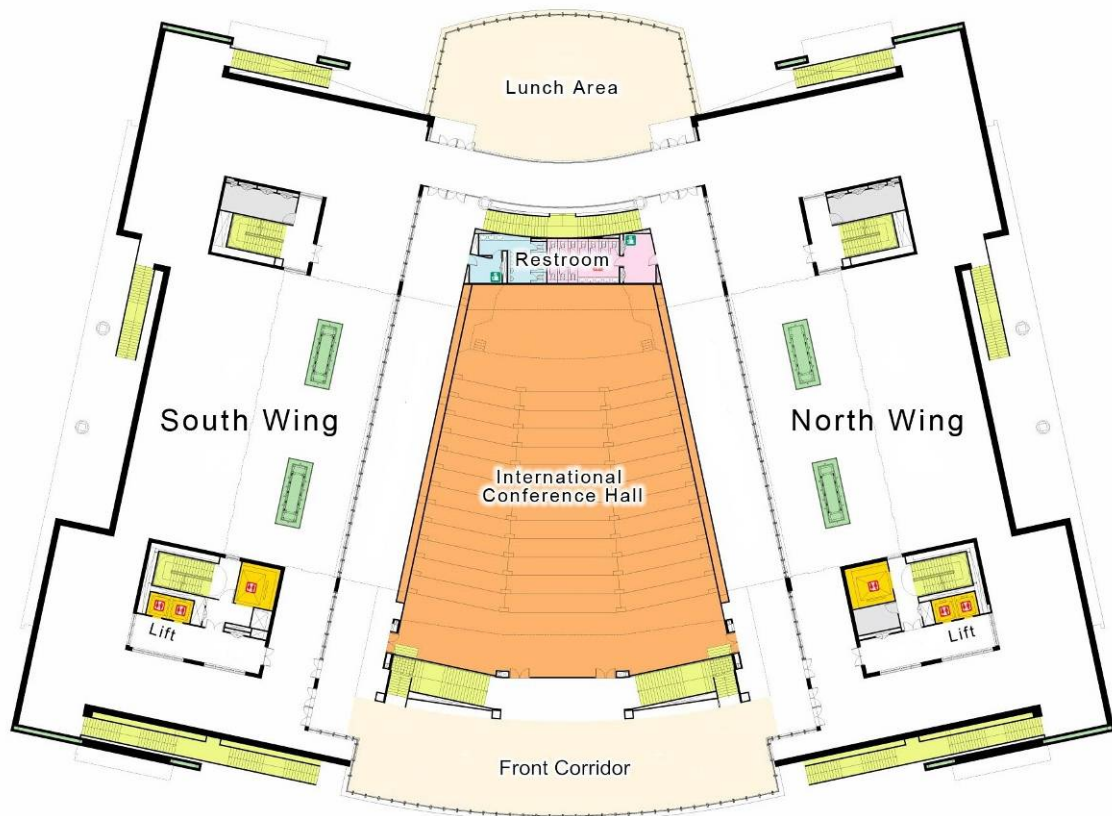 Lunch Area
Restroom
South Wing
North Wing
International
Conference Hall
Lift
Lift
Front Corridor